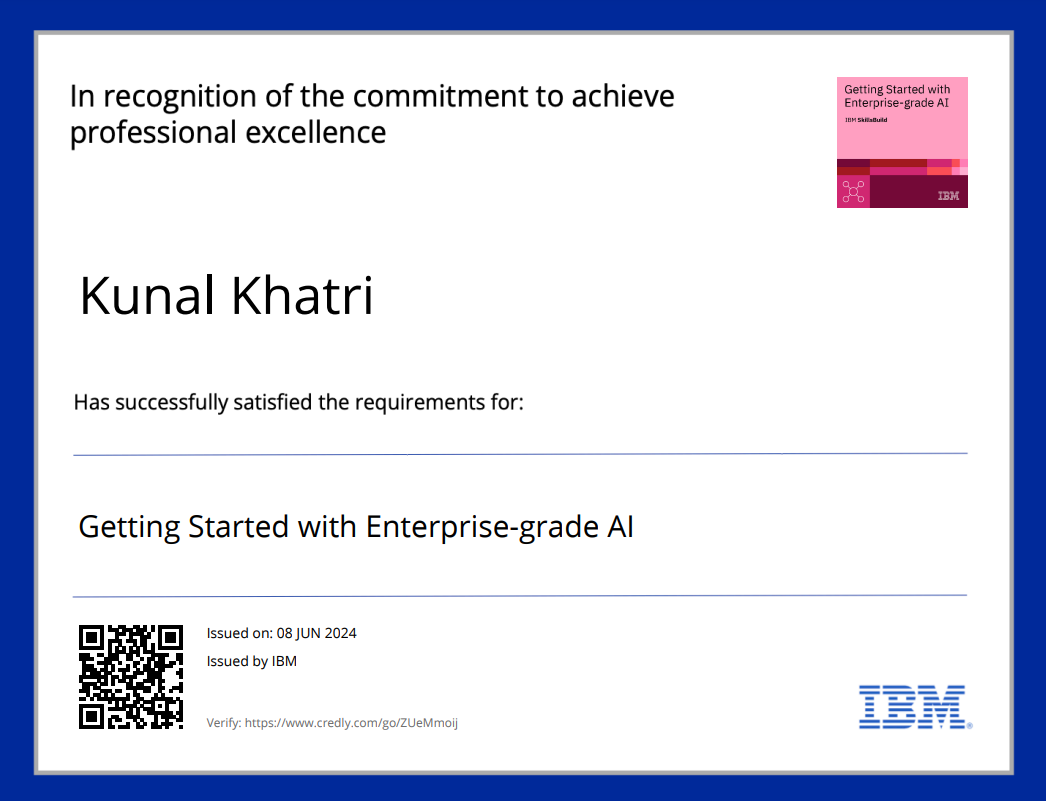 In recognition of the commitment to achieve
professional excellence
Getting Started with
Enterprise-grade AI
IBM SkillsBuild
IBM
Kunal Khatri
Has successfully satisfied the requirements for:
Getting Started with Enterprise-grade AI
Issued on: 08 JUN 2024
Issued by IBM
Verify: https://www.credly.com/go/ZUeMmoij
IBM®